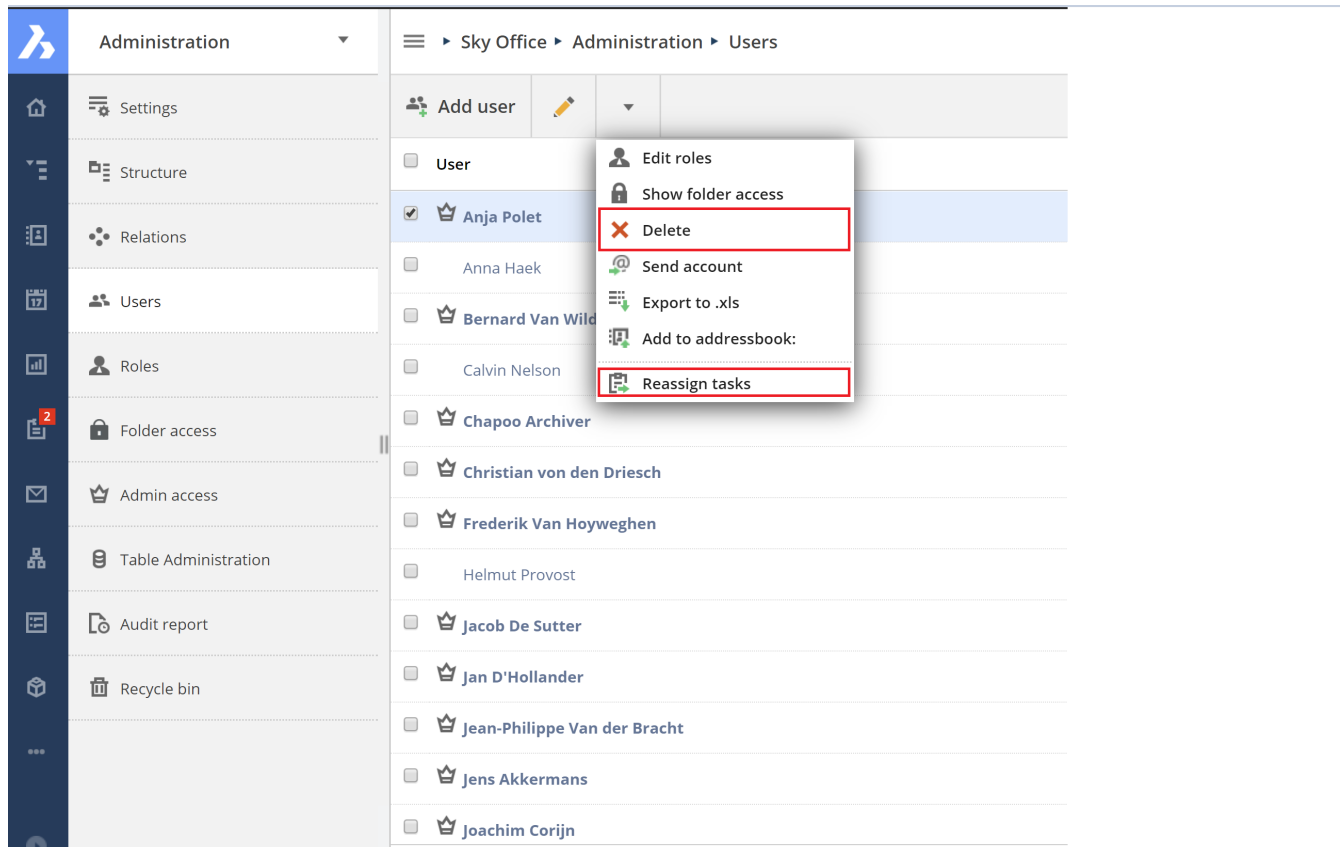 Administration
Sky Office
Administration
Users
Settings
Structure
Relations
Users
Roles
Folder access
Admin access
Table Administration
Audit report
Recycle bin
17
2
Add user
User
Anja Polet
Anna Haek
Bernard Van Wild
Calvin Nelson
Chapoo Archiver
Christian von den Driesch
Frederik Van Hoyweghen
Helmut Provost
Jacob De Sutter
Jan D'Hollander
Jean-Philippe Van der Bracht
Jens Akkermans
Joachim Corijn
Edit roles
Show folder access
Delete
Send account
Export to .xls
Add to addressbook:
Reassign tasks